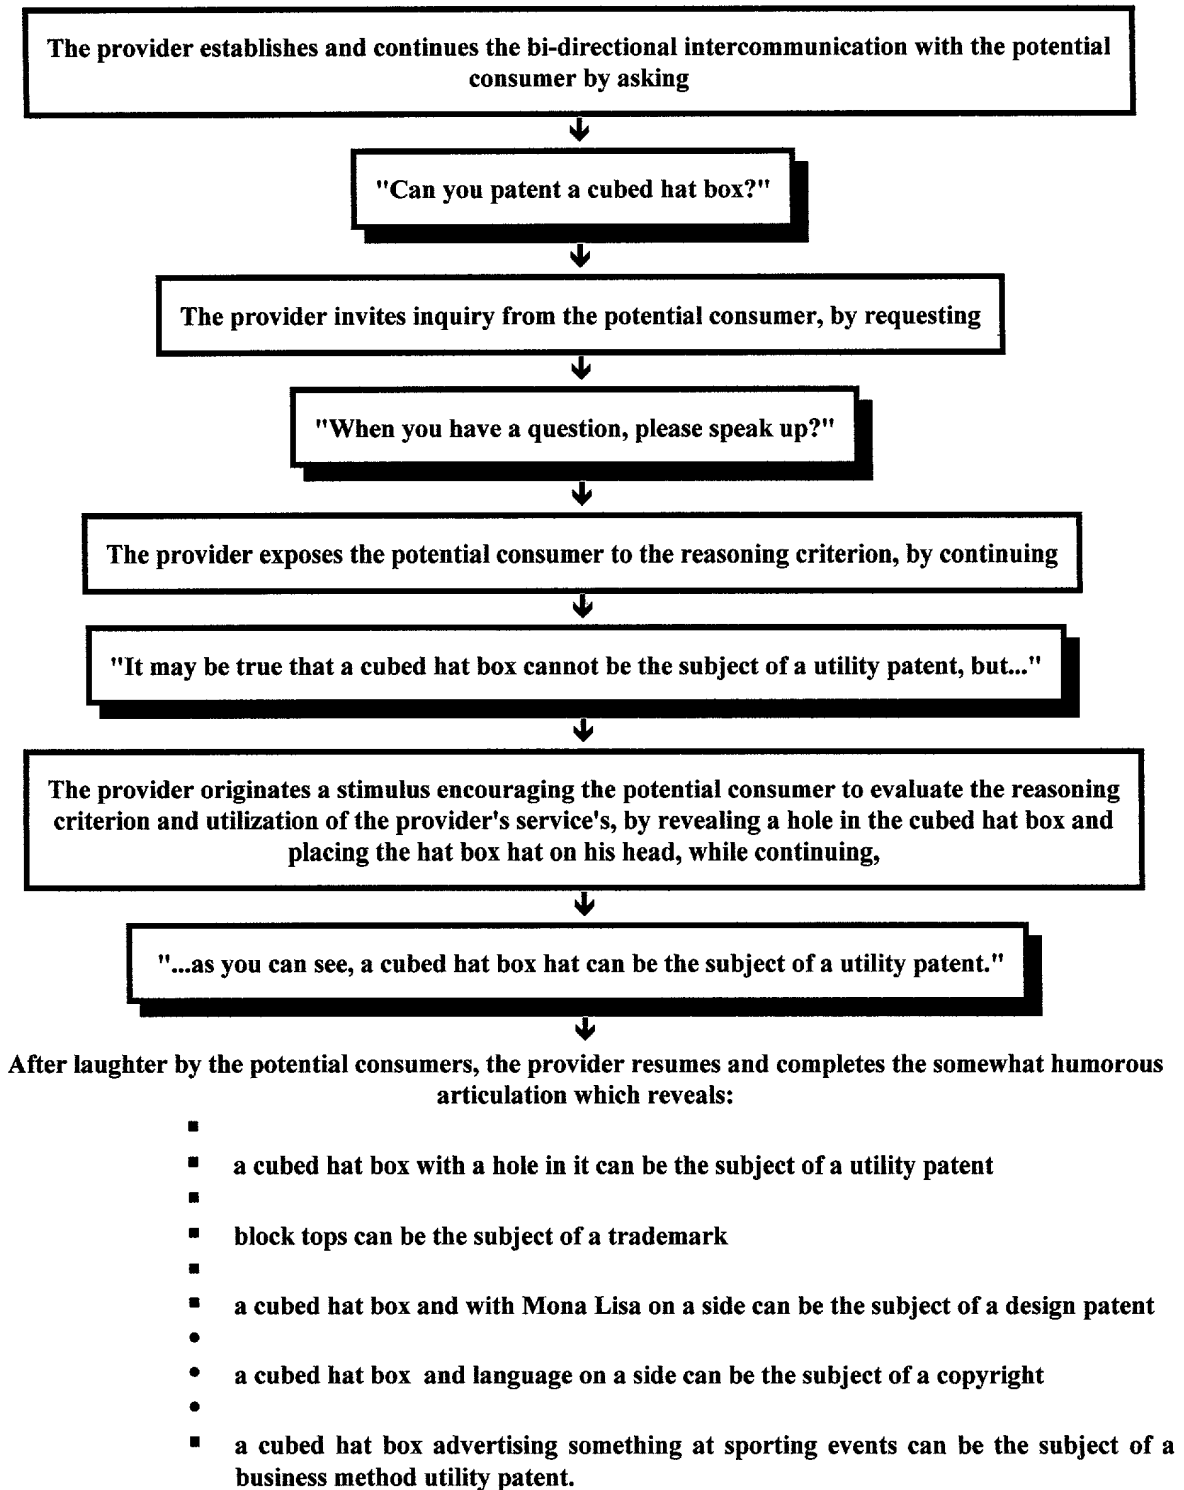 The provider establishes and continues the bi-directional intercommunication with the potential
consumer by asking
"Can you patent a cubed hat box?"
The provider invites inquiry from the potential consumer, by requesting
"When you have a question, please speak up?"
The provider exposes the potential consumer to the reasoning criterion, by continuing
"It may be true that a cubed hat box cannot be the subject of a utility patent, but..."
The provider originates a stimulus encouraging the potential consumer to evaluate the reasoning
criterion and utilization of the provider's service's, by revealing a hole in the cubed hat box and
placing the hat box hat on his head, while continuing,
"...as you can see, a cubed hat box hat can be the subject of a utility patent."
After laughter by the potential consumers, the provider resumes and completes the somewhat humorous
articulation which reveals:
a cubed hat box with a hole in it can be the subject of a utility patent
block tops can be the subject of a trademark
a cubed hat box and with Mona Lisa on a side can be the subject of a design patent
a cubed hat box and language on a side can be the subject of a copyright
a cubed hat box advertising something at sporting events can be the subject of a
business method utility patent.